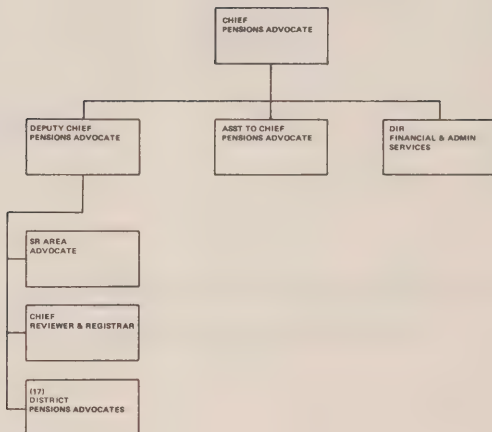 CHIEF
PENSIONS ADVOCATE
DEPUTY CHIEF
PENSIONS ADVOCATE
ASST TO CHIEF
PENSIONS ADVOCATE
DIR
FINANCIAL & ADMIN
SERVICES
SR AREA
ADVOCATE
CHIEF
REVIEWER & REGISTRAR
(17)
DISTRICT
PENSIONS ADVOCATES